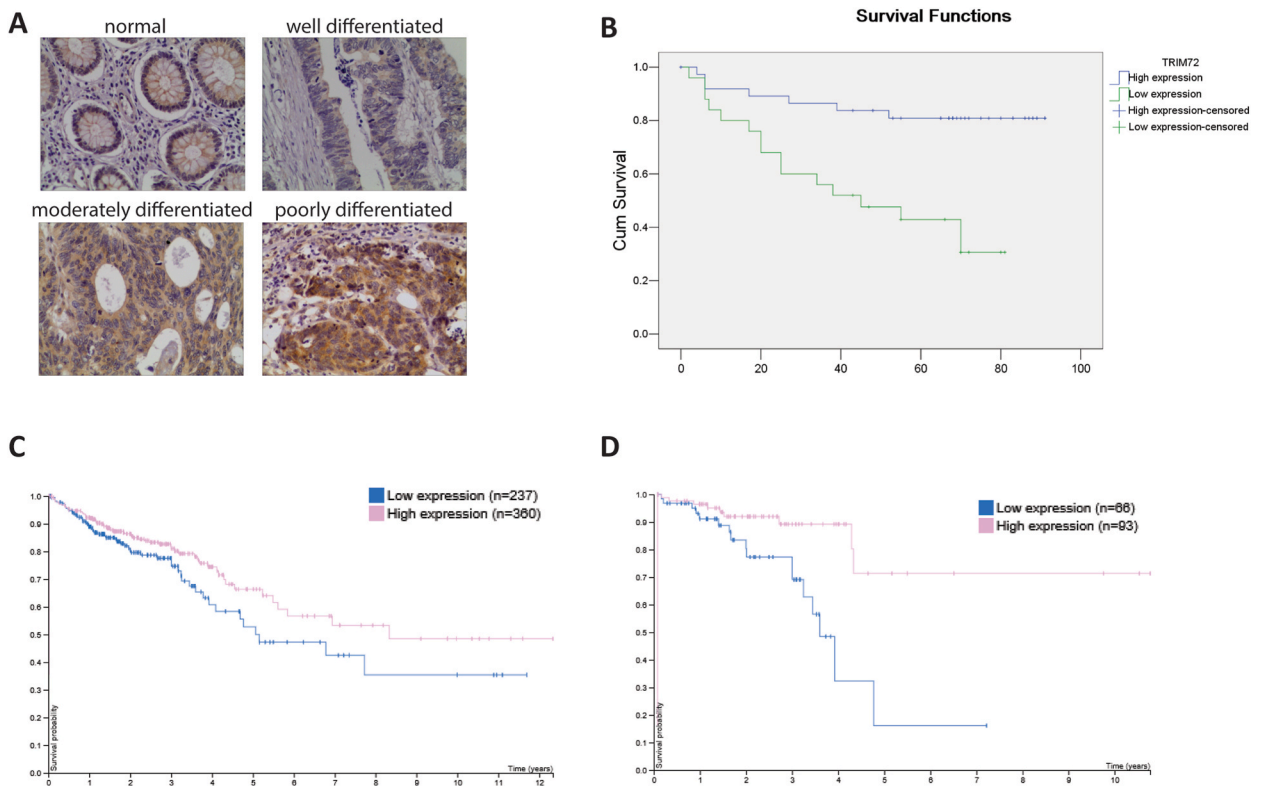 A
normal
well differentiated
moderately differentiated
poorly differentiated
B
Survival Functions
Cum Survival
1.0
0.8
0.6
0.4
0.2
0.0
0
20
40
60
80
100
TRIM72
High expression
Low expression
High expression-censored
Low expression-censored
C
Low expression (n=237)
High expression (n=360)
1.0
0.9
0.8
0.7
0.6
0.5
0.4
0.3
0.2
0.1
0.0
Survival probability
Time (years)
0
1
2
3
4
5
6
7
8
9
10
11
12
D
Low expression (n=66)
High expression (n=93)
1.0
0.9
0.8
0.7
0.6
0.5
0.4
0.3
0.2
0.1
0.0
Survival probability
Time (years)
0
1
2
3
4
5
6
7
8
9
10